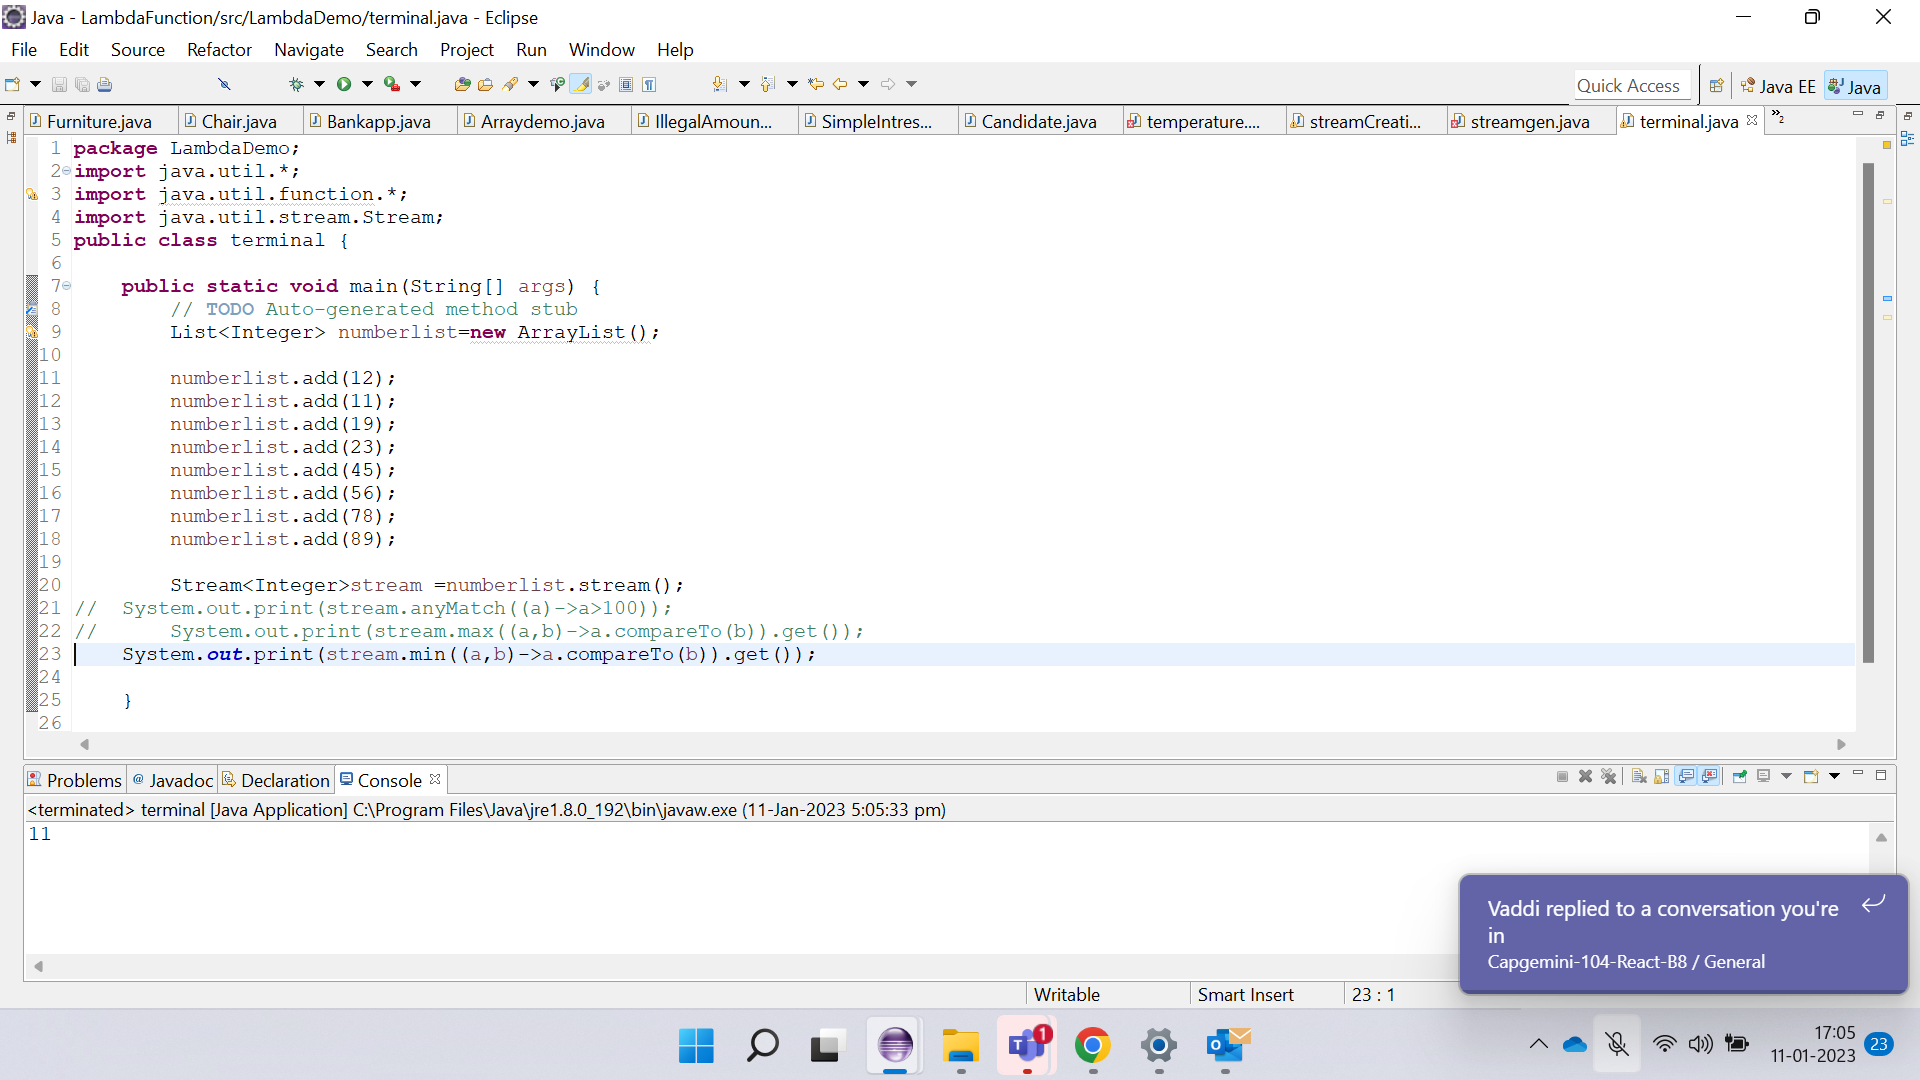 Java - LambdaFunction/src/LambdaDemo/terminal.java - Eclipse
File Edit Source Refactor Navigate Search Project Run Window Help
Quick Access Java EE Java
Furniture.java Chair.java Bankapp.java Arraydemo.java IllegalAmoun... SimpleIntres... Candidate.java temperature.... streamCreati... streamgen.java terminal.java »2
1 package LambdaDemo;
2 import java.util.*;
3 import java.util.function.*;
4 import java.util.stream.Stream;
5 public class terminal {
6
7 public static void main(String[] args) {
8 // TODO Auto-generated method stub
9 List<Integer> numberlist=new ArrayList();
10
11 numberlist.add(12);
12 numberlist.add(11);
13 numberlist.add(19);
14 numberlist.add(23);
15 numberlist.add(45);
16 numberlist.add(56);
17 numberlist.add(78);
18 numberlist.add(89);
19
20 Stream<Integer>stream =numberlist.stream();
21 // System.out.print(stream.anyMatch((a)->a>100));
22 // System.out.print(stream.max((a,b)->a.compareTo(b)).get());
23 System.out.print(stream.min((a,b)->a.compareTo(b)).get());
24
25 }
26
Problems @ Javadoc Declaration Console
<terminated> terminal [Java Application] C:\Program Files\Java\jre1.8.0_192\bin\javaw.exe (11-Jan-2023 5:05:33 pm)
11
Vaddi replied to a conversation you're
in
Capgemini-104-React-B8 / General
Writable Smart Insert 23 : 1
1
17:05
11-01-2023
23